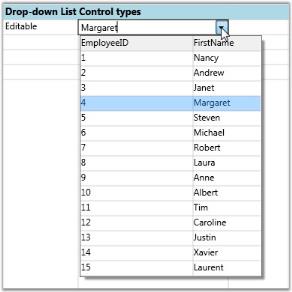 Drop-down List Control types
Editable Margaret
EmployeeID FirstName
1 Nancy
2 Andrew
3 Janet
4 Margaret
5 Steven
6 Michael
7 Robert
8 Laura
9 Anne
10 Albert
11 Tim
12 Caroline
13 Justin
14 Xavier
15 Laurent